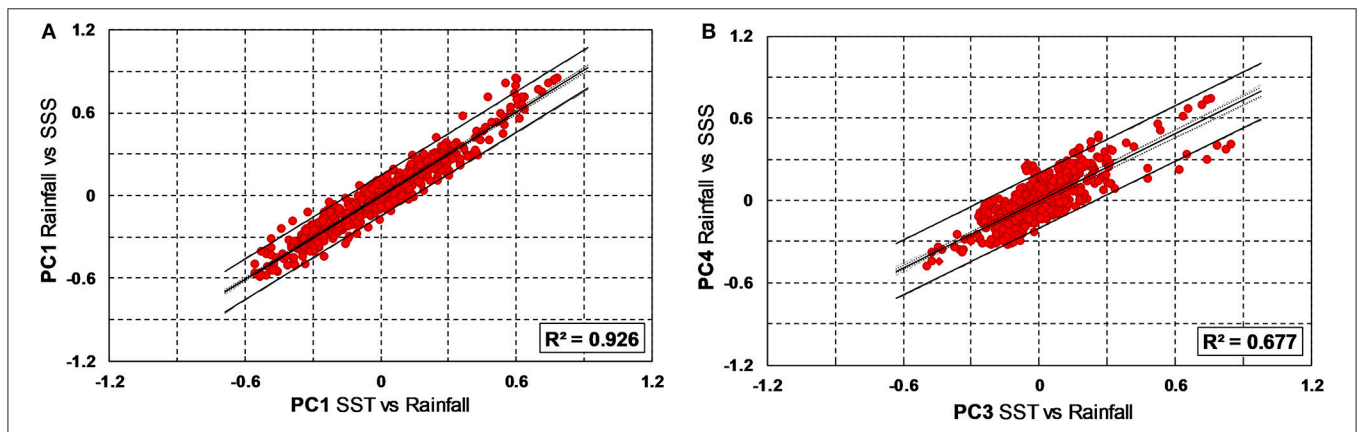 A
1.2
0.6
0
-0.6
-1.2
PC1 Rainfall vs SSS
R² = 0.926
-1.2 -0.6 0 0.6 1.2
PC1 SST vs Rainfall
B
1.2
0.6
0
-0.6
-1.2
PC4 Rainfall vs SSS
R² = 0.677
-1.2 -0.6 0 0.6 1.2
PC3 SST vs Rainfall